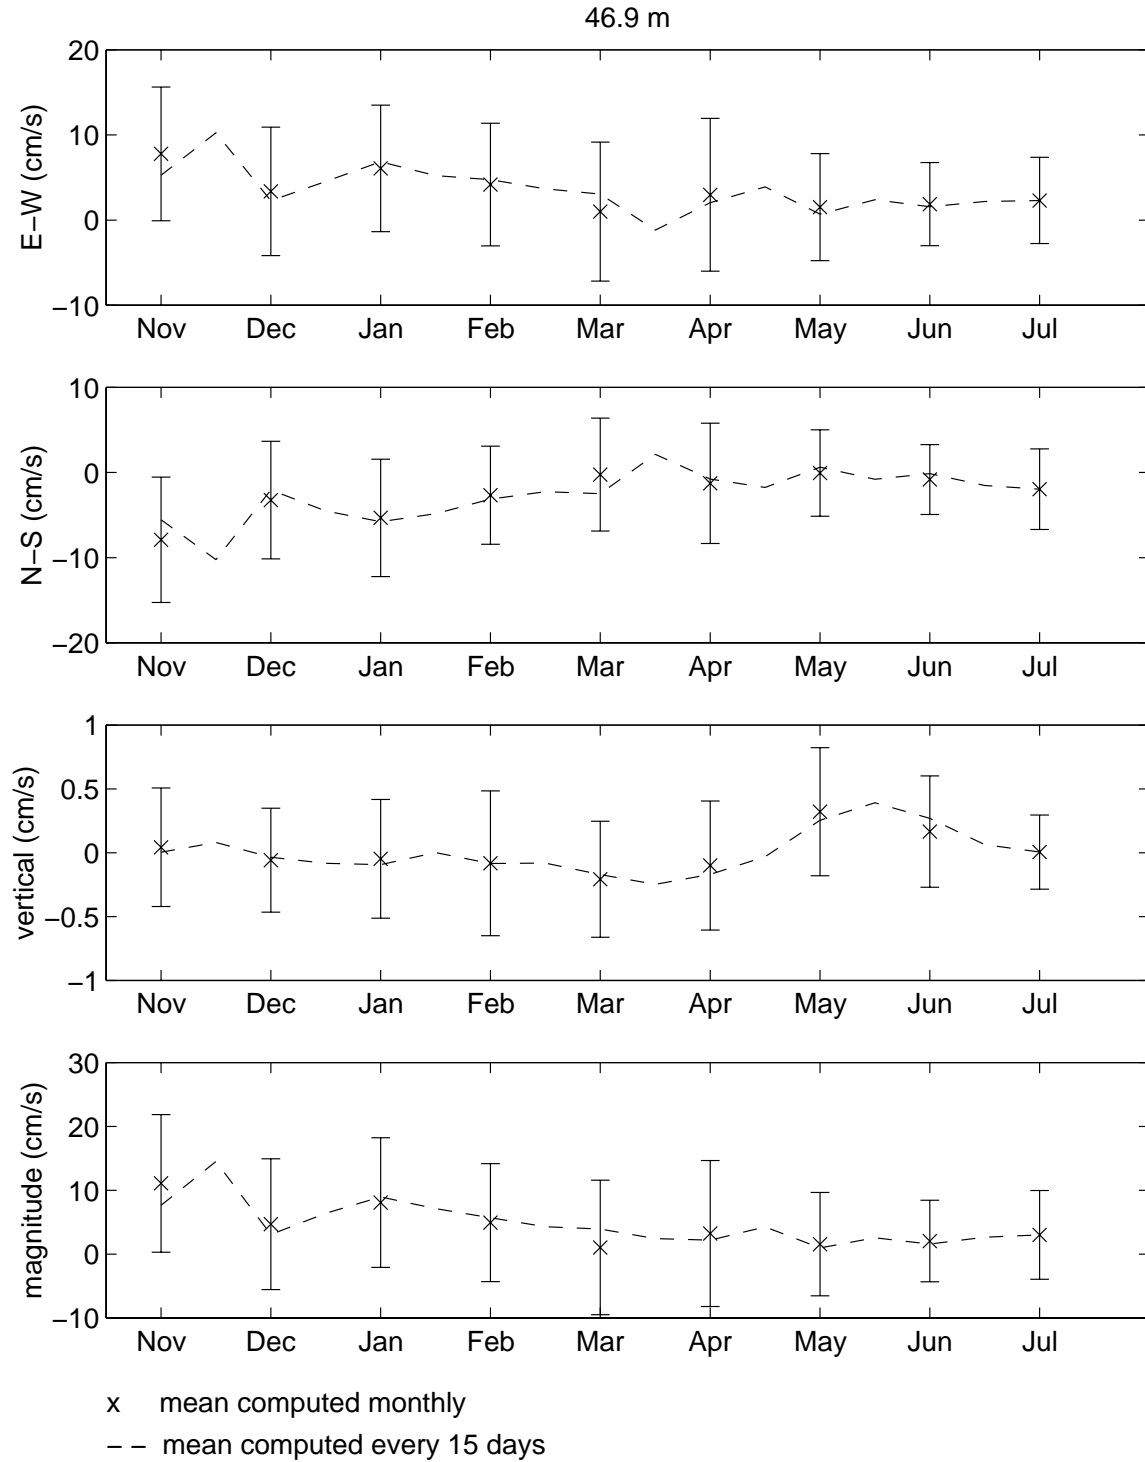 46.9 m
20
10
0
−10
E−W (cm/s)
Nov Dec Jan Feb Mar Apr May Jun Jul
10
0
−10
−20
N−S (cm/s)
Nov Dec Jan Feb Mar Apr May Jun Jul
1
0.5
0
−0.5
−1
vertical (cm/s)
Nov Dec Jan Feb Mar Apr May Jun Jul
30
20
10
0
−10
magnitude (cm/s)
Nov Dec Jan Feb Mar Apr May Jun Jul
x mean computed monthly
− − mean computed every 15 days